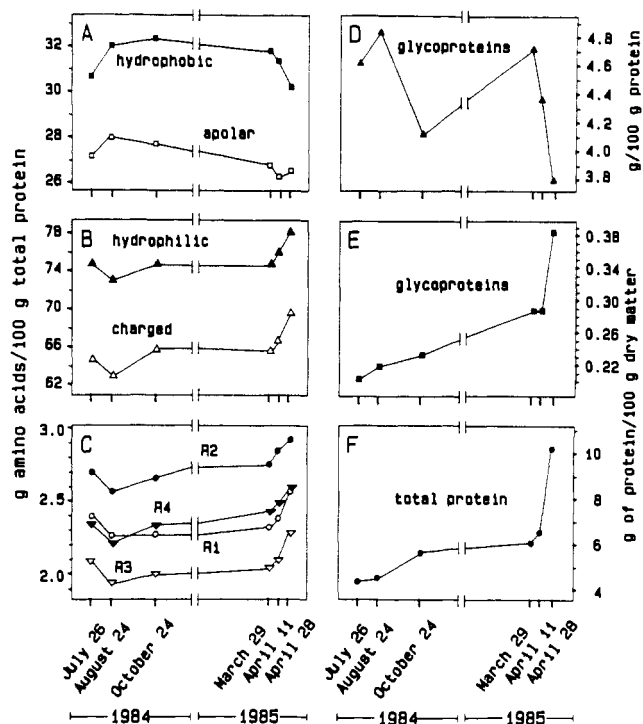 A
hydrophobic
apolar
32
30
28
26
B
hydrophilic
charged
78
74
70
66
62
C
R2
R4
R1
R3
3.0
2.5
2.0
g amino acids/100 g total protein
D
glycoproteins
4.8
4.6
4.4
4.2
4.0
3.8
g/100 g protein
E
glycoproteins
0.38
0.34
0.30
0.26
0.22
F
total protein
10
8
6
4
g of protein/100 g dry matter
July 26
August 24
October 24
March 29
April 11
April 28
1984
1985
July 26
August 24
October 24
March 29
April 11
April 28
1984
1985